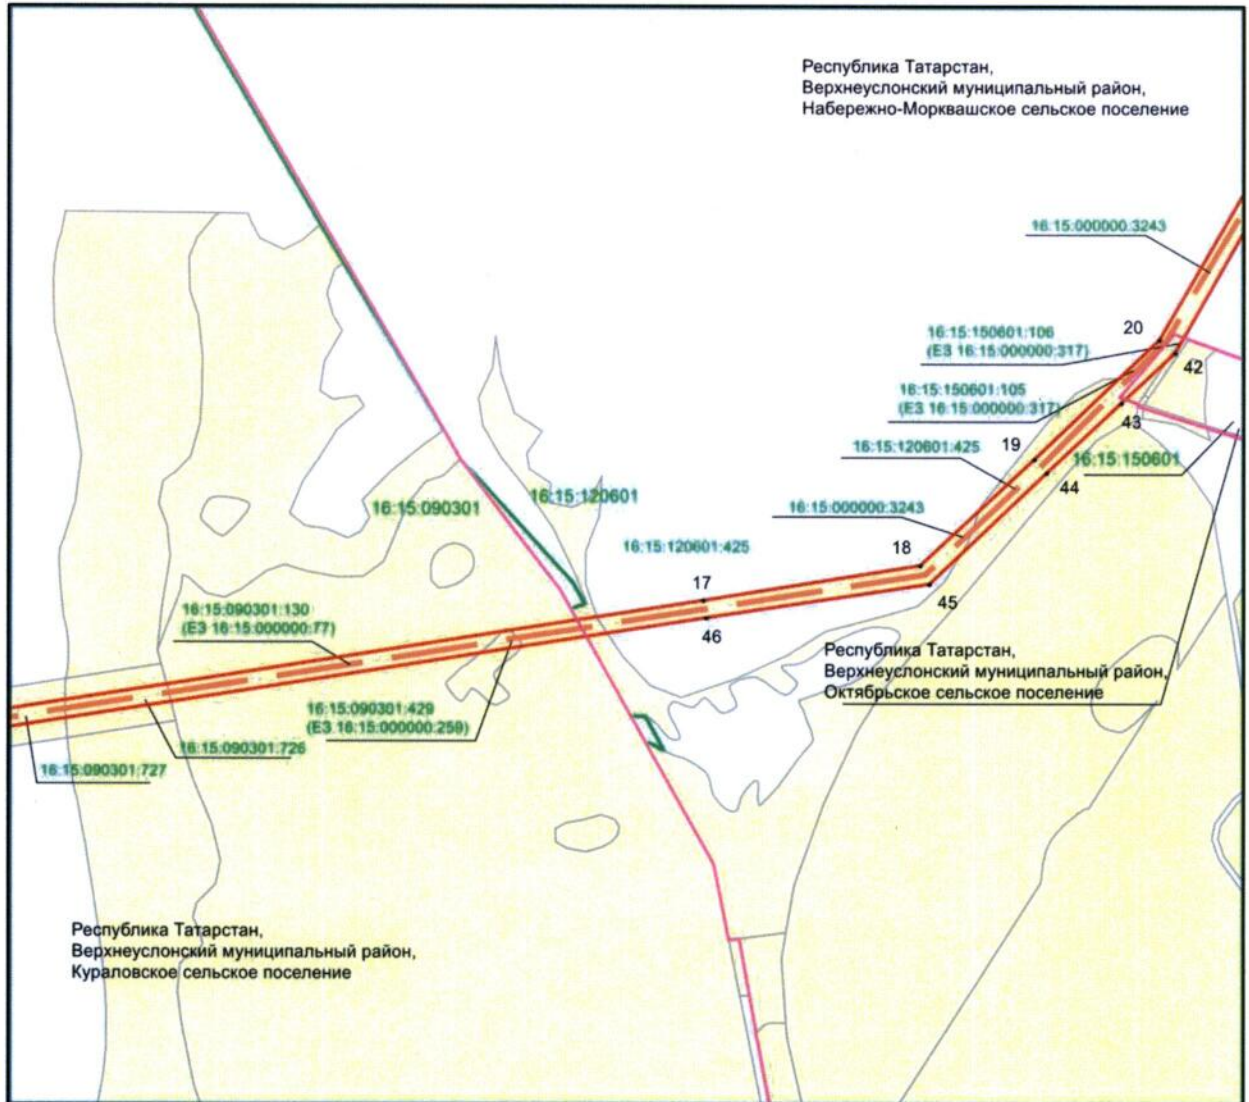 Республика Татарстан,
Верхнеуслонский муниципальный район,
Набережно-Морквашское сельское поселение
16:15:000000:3243
20
16:15:150601:106
(ЕЗ 16:15:000000:317)
42
16:15:150601:105
(ЕЗ 16:15:000000:317)
43
16:15:120601:425
19
16:15:150601
44
16:15:120601
16:15:090301
16:15:000000:3243
16:15:120601:425
18
17
45
46
16:15:090301:130
(ЕЗ 16:15:000000:77)
Республика Татарстан,
Верхнеуслонский муниципальный район,
Октябрьское сельское поселение
16:15:090301:429
(ЕЗ 16:15:000000:259)
16:15:090301:726
16:15:090301:727
Республика Татарстан,
Верхнеуслонский муниципальный район,
Кураловское сельское поселение